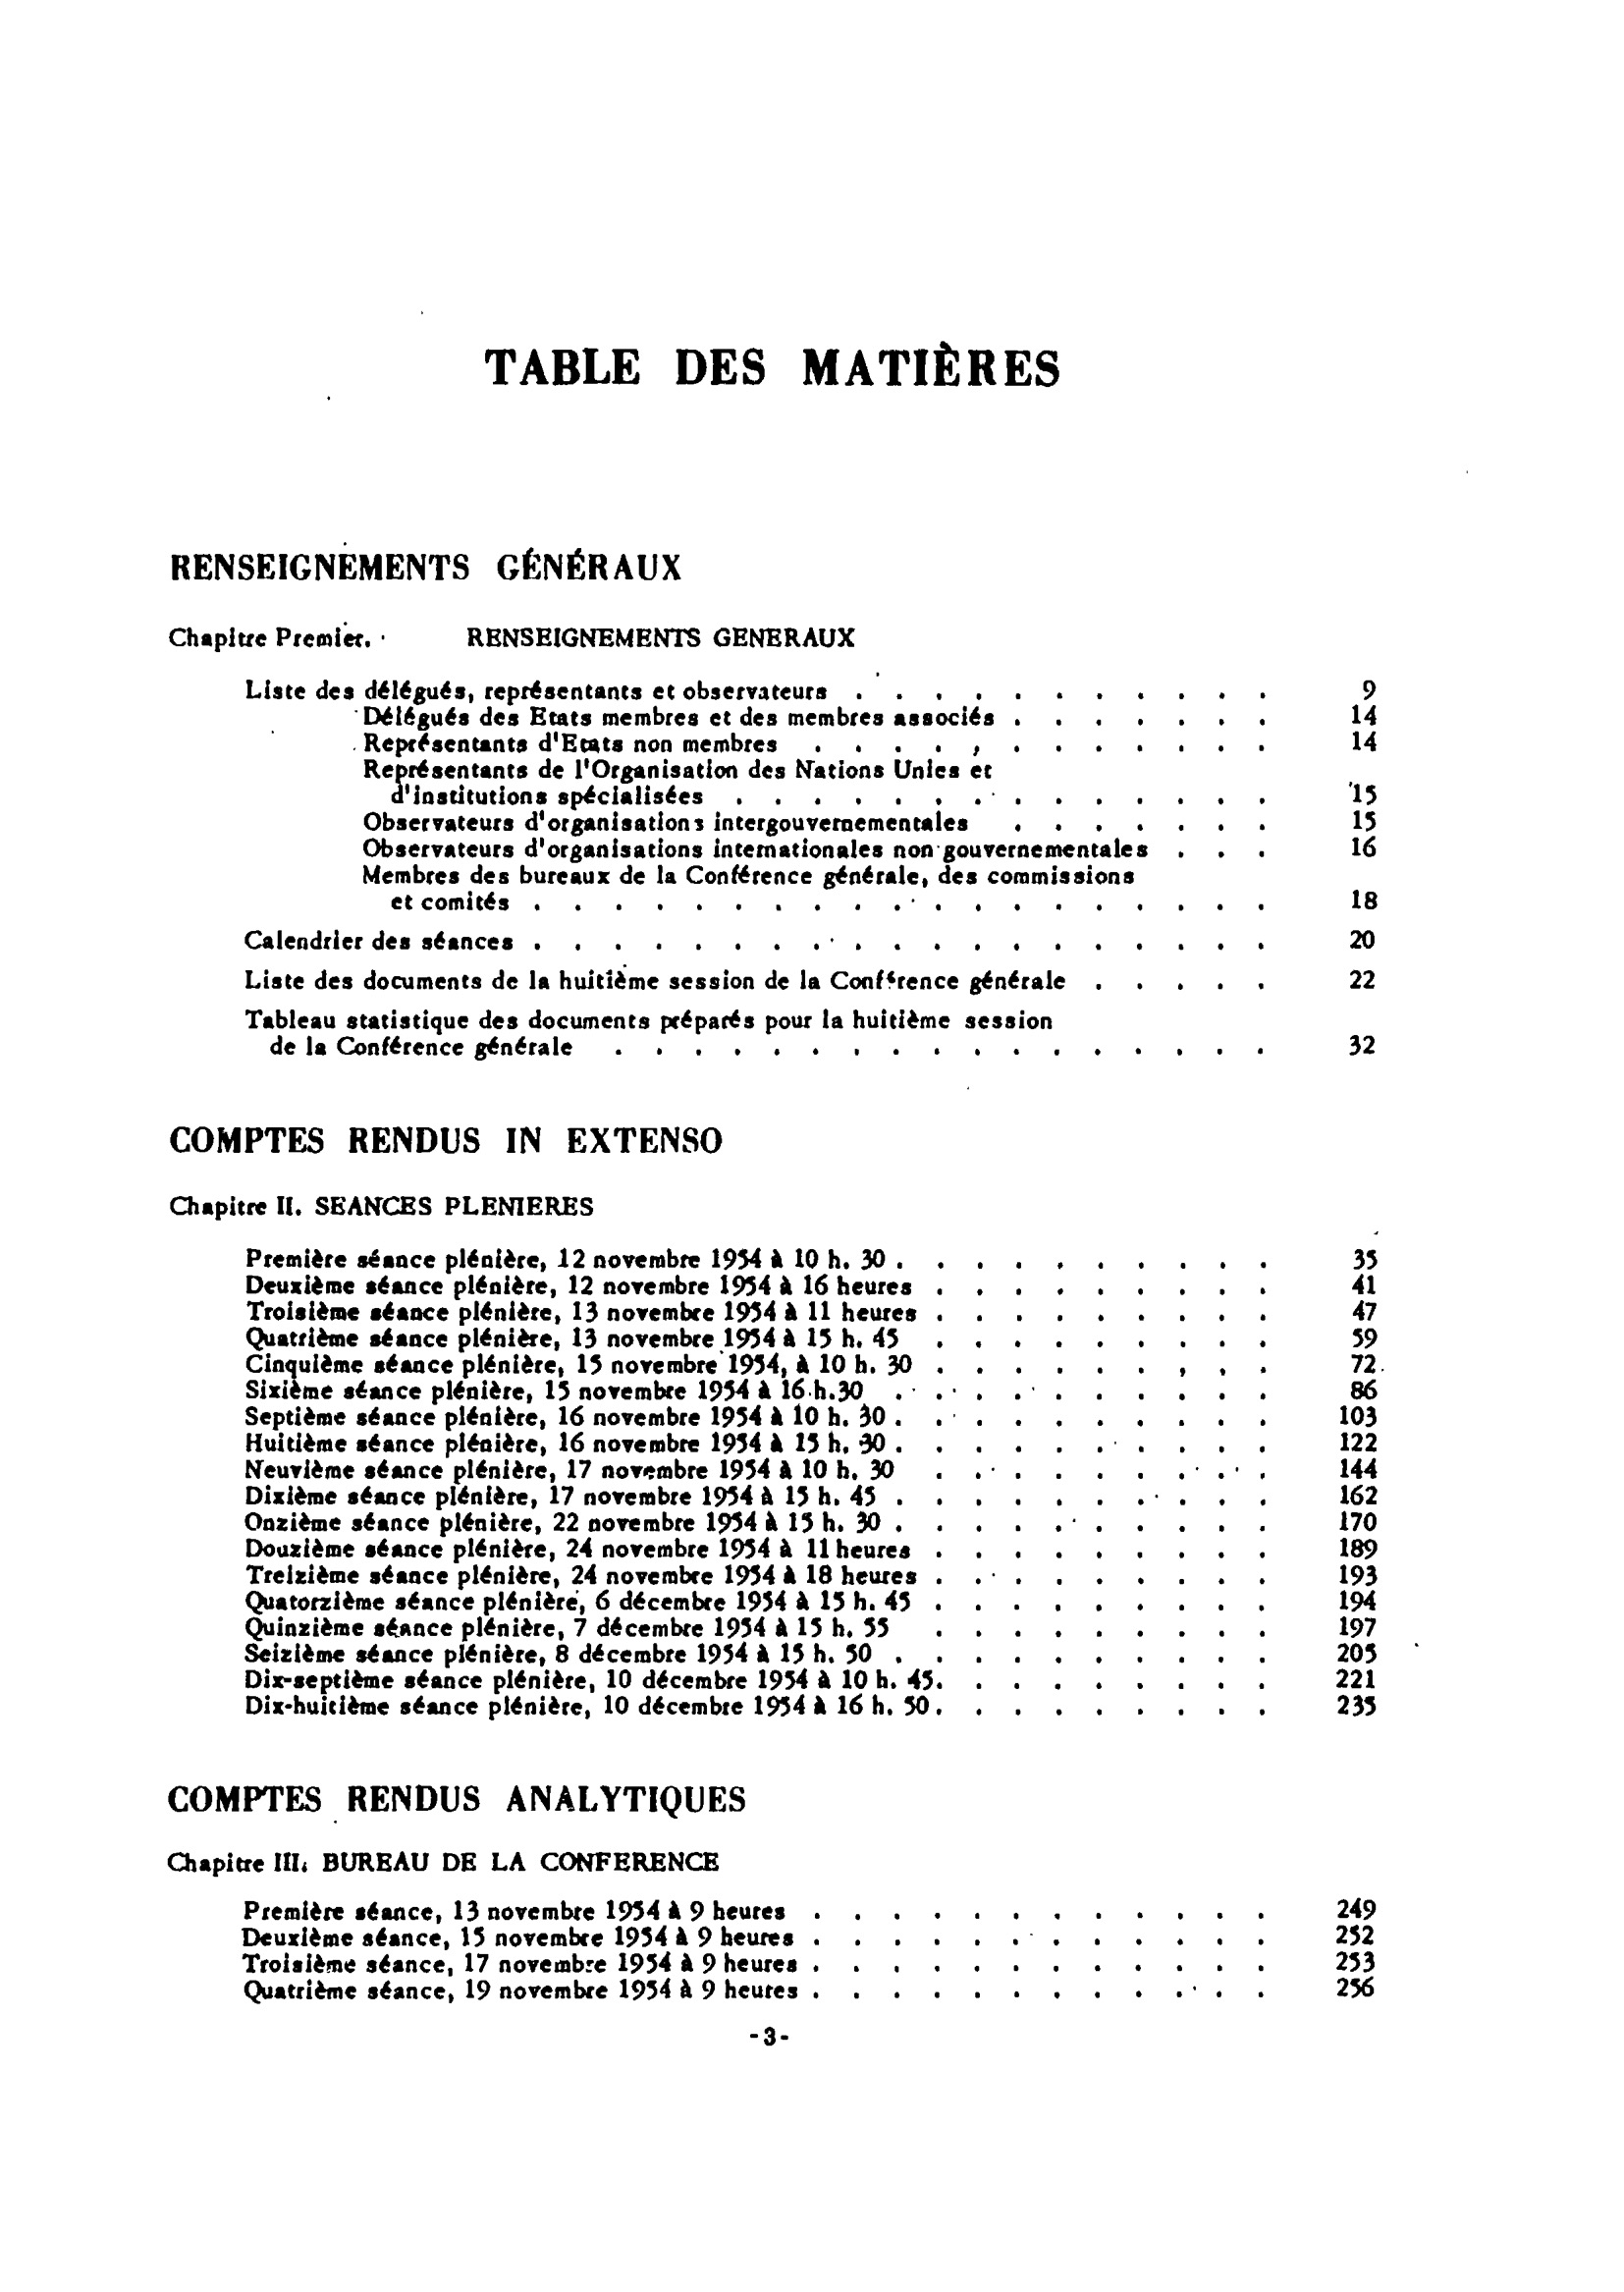 TABLE DES MATIÈRES
RENSEIGNEMENTS GÉNÉRAUX
Chapitre Premier. RENSEIGNEMENTS GENERAUX
Liste des délégués, représentants et observateurs . . . . . . . . . . . 9
Délégués des Etats membres et des membres associés . . . . . . . 14
Représentants d'Etats non membres . . . . , . . . . . . . 14
Représentants de l'Organisation des Nations Unies et
d'institutions spécialisées . . . . . . . . . . . . . . 15
Observateurs d'organisations intergouvernementales . . . . . . . 15
Observateurs d'organisations internationales non gouvernementales . . . 16
Membres des bureaux de la Conférence générale, des commissions
et comités . . . . . . . . . . . . . . . . . . . 18
Calendrier des séances . . . . . . . . . . . . . . . . . . . 20
Liste des documents de la huitième session de la Conférence générale . . . . . 22
Tableau statistique des documents préparés pour la huitième session
de la Conférence générale . . . . . . . . . . . . . . . . . 32
COMPTES RENDUS IN EXTENSO
Chapitre II. SEANCES PLENIERES
Première séance plénière, 12 novembre 1954 à 10 h. 30 . . . . . . . . . . 35
Deuxième séance plénière, 12 novembre 1954 à 16 heures . . . . . . . . . 41
Troisième séance plénière, 13 novembre 1954 à 11 heures . . . . . . . . . 47
Quatrième séance plénière, 13 novembre 1954 à 15 h. 45 . . . . . . . . . 59
Cinquième séance plénière, 15 novembre 1954, à 10 h. 30 . . . . . . , , . 72
Sixième séance plénière, 15 novembre 1954 à 16 h.30 . . . . . . . . . . 86
Septième séance plénière, 16 novembre 1954 à 10 h. 30 . . . . . . . . . . 103
Huitième séance plénière, 16 novembre 1954 à 15 h. 30 . . . . . . . . . . 122
Neuvième séance plénière, 17 novembre 1954 à 10 h. 30 . . . . . . . . . 144
Dixième séance plénière, 17 novembre 1954 à 15 h. 45 . . . . . . . . . . 162
Onzième séance plénière, 22 novembre 1954 à 15 h. 30 . . . . . . . . . . 170
Douzième séance plénière, 24 novembre 1954 à 11 heures . . . . . . . . . 189
Treizième séance plénière, 24 novembre 1954 à 18 heures . . . . . . . . . 193
Quatorzième séance plénière, 6 décembre 1954 à 15 h. 45 . . . . . . . . . 194
Quinzième séance plénière, 7 décembre 1954 à 15 h. 55 . . . . . . . . . 197
Seizième séance plénière, 8 décembre 1954 à 15 h. 50 . . . . . . . . . . 205
Dix-septième séance plénière, 10 décembre 1954 à 10 h. 45. . . . . . . . . 221
Dix-huitième séance plénière, 10 décembre 1954 à 16 h. 50. . . . . . . . . 235
COMPTES RENDUS ANALYTIQUES
Chapitre III. BUREAU DE LA CONFERENCE
Première séance, 13 novembre 1954 à 9 heures . . . . . . . . . . . . 249
Deuxième séance, 15 novembre 1954 à 9 heures . . . . . . . . . . . . 252
Troisième séance, 17 novembre 1954 à 9 heures . . . . . . . . . . . . 253
Quatrième séance, 19 novembre 1954 à 9 heures . . . . . . . . . . . . 256
-3-